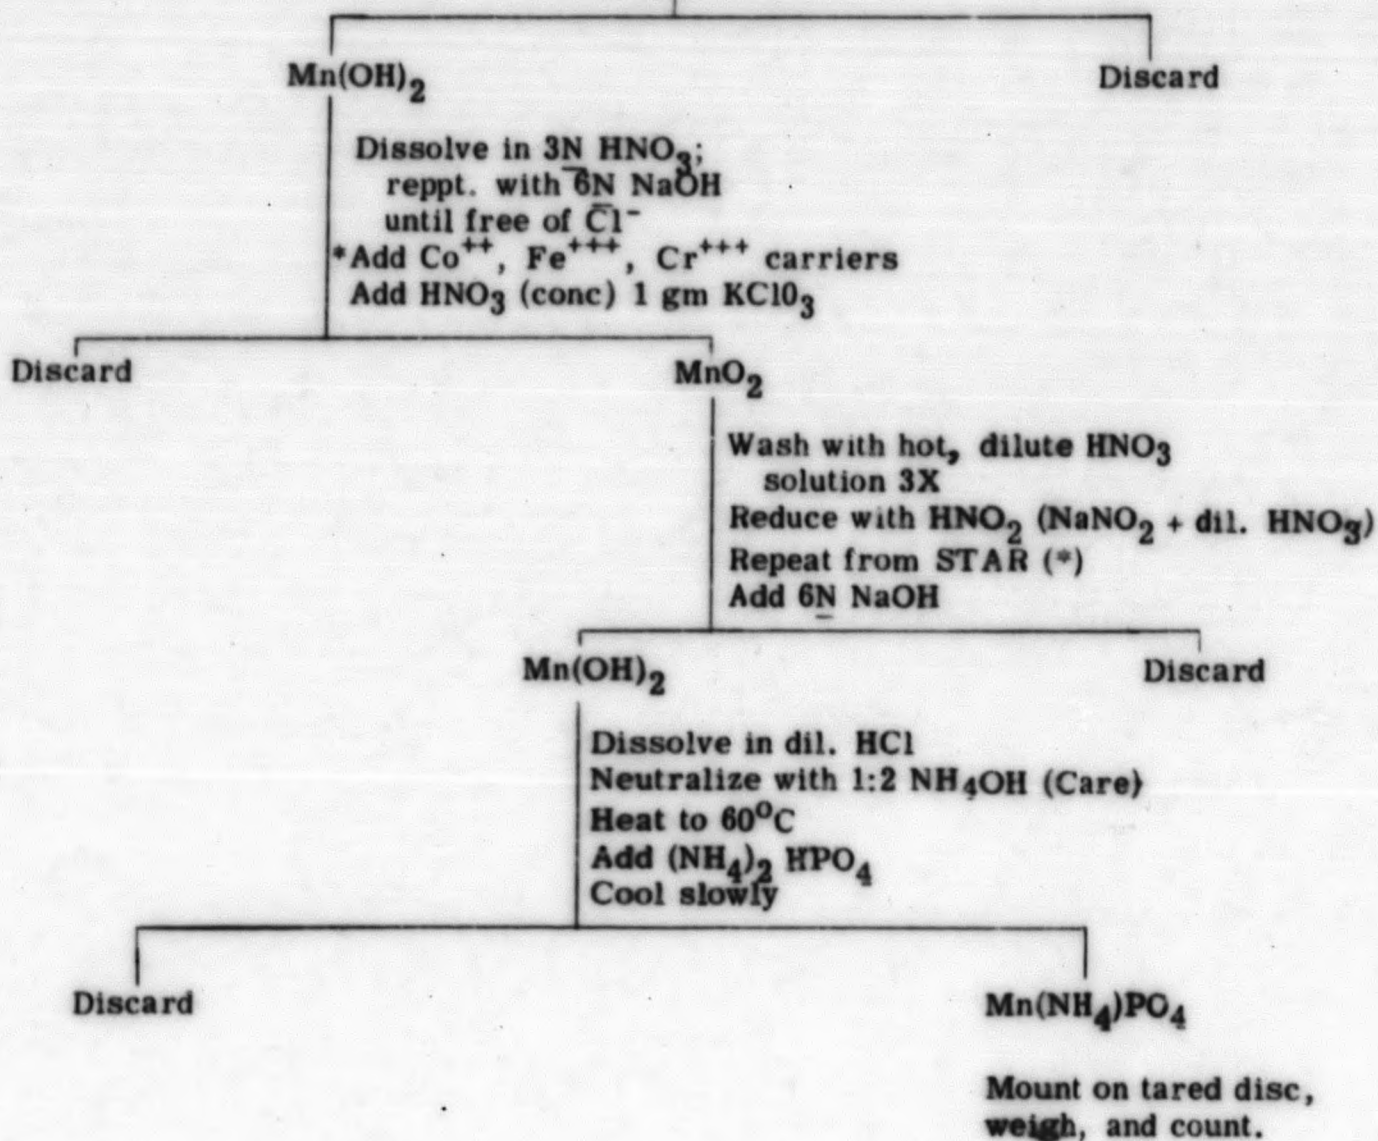 Mn(OH)₂ Discard
Dissolve in 3N HNO₃;
reppt. with 6N NaOH
until free of Cl⁻
*Add Co⁺⁺, Fe⁺⁺⁺, Cr⁺⁺⁺ carriers
Add HNO₃ (conc) 1 gm KClO₃
Discard MnO₂
Wash with hot, dilute HNO₃
solution 3X
Reduce with HNO₂ (NaNO₂ + dil. HNO₃)
Repeat from STAR (*)
Add 6N NaOH
Mn(OH)₂ Discard
Dissolve in dil. HCl
Neutralize with 1:2 NH₄OH (Care)
Heat to 60°C
Add (NH₄)₂ HPO₄
Cool slowly
Discard Mn(NH₄)PO₄
Mount on tared disc,
weigh, and count.